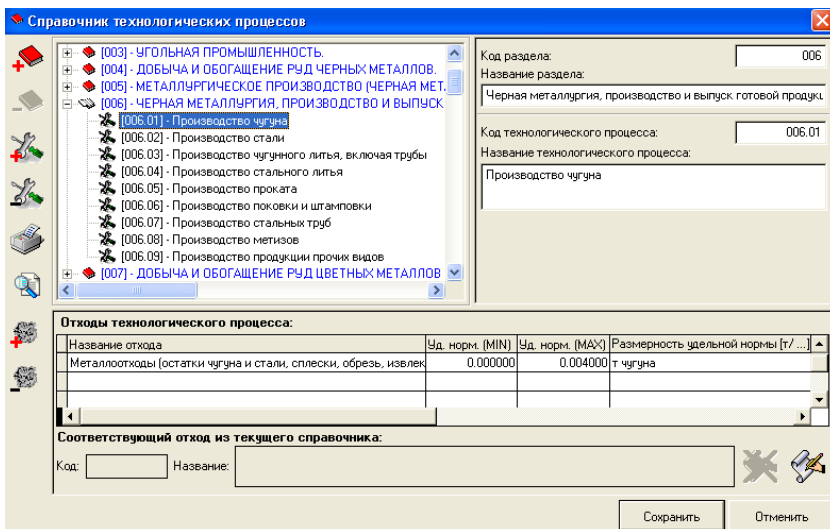 Справочник технологических процессов
[003] - УГОЛЬНАЯ ПРОМЫШЛЕННОСТЬ.
[004] - ДОБЫЧА И ОБОГАЩЕНИЕ РУД ЧЕРНЫХ МЕТАЛЛОВ.
[005] - МЕТАЛЛУРГИЧЕСКОЕ ПРОИЗВОДСТВО (ЧЕРНАЯ МЕТ.
[006] - ЧЕРНАЯ МЕТАЛЛУРГИЯ, ПРОИЗВОДСТВО И ВЫПУСК
[006.01] - Производство чугуна
[006.02] - Производство стали
[006.03] - Производство чугунного литья, включая трубы
[006.04] - Производство стального литья
[006.05] - Производство проката
[006.06] - Производство поковки и штамповки
[006.07] - Производство стальных труб
[006.08] - Производство метизов
[006.09] - Производство продукции прочих видов
[007] - ДОБЫЧА И ОБОГАЩЕНИЕ РУД ЦВЕТНЫХ МЕТАЛЛОВ
Код раздела: 006
Название раздела:
Черная металлургия, производство и выпуск готовой продукц
Код технологического процесса: 006.01
Название технологического процесса:
Производство чугуна
Отходы технологического процесса:
Название отхода Уд. норм. (MIN) Уд. норм. (MAX) Размерность удельной нормы [т/ ...]
Металлоотходы (остатки чугуна и стали, сплески, обрезь, извлек 0.000000 0.004000 т чугуна
Соответствующий отход из текущего справочника:
Код: Название:
Сохранить Отменить